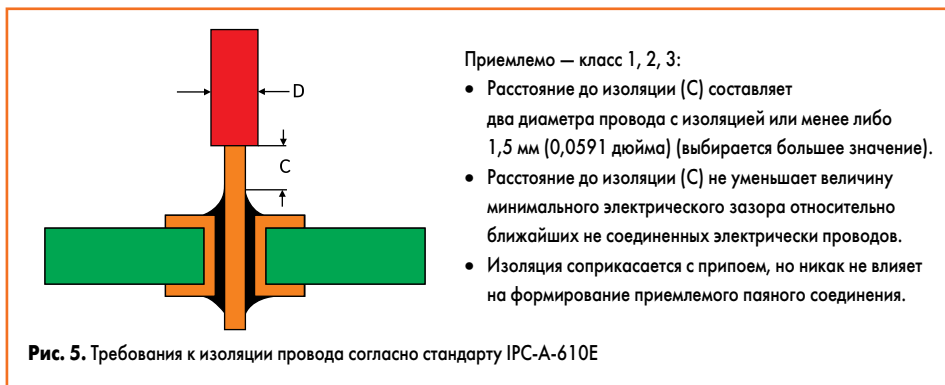 D
C
Приемлемо — класс 1, 2, 3:
• Расстояние до изоляции (C) составляет
два диаметра провода с изоляцией или менее либо
1,5 мм (0,0591 дюйма) (выбирается большее значение).
• Расстояние до изоляции (C) не уменьшает величину
минимального электрического зазора относительно
ближайших не соединенных электрически проводов.
• Изоляция соприкасается с припоем, но никак не влияет
на формирование приемлемого паяного соединения.
Рис. 5. Требования к изоляции провода согласно стандарту IPC-A-610E